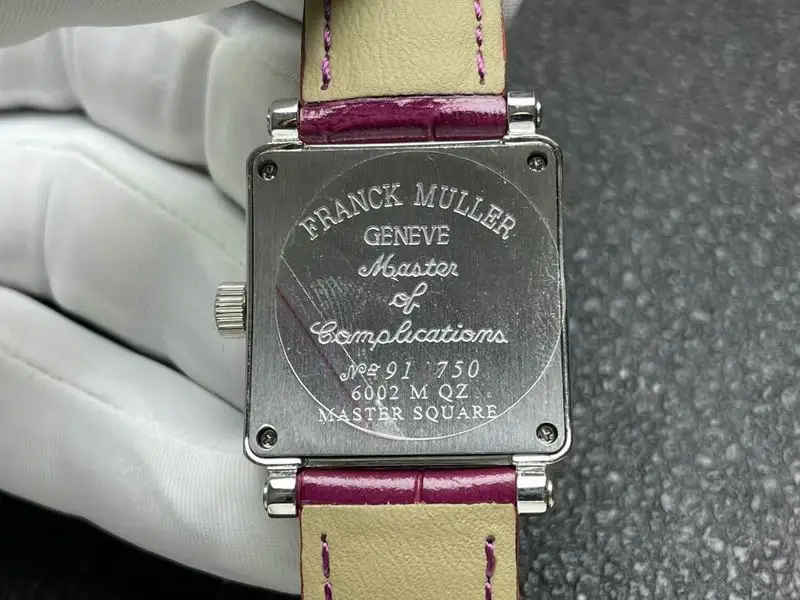 FRANCK MULLER
GENEVE
Master
of
Complications
Nº 91 750
6002 M QZ
MASTER SQUARE